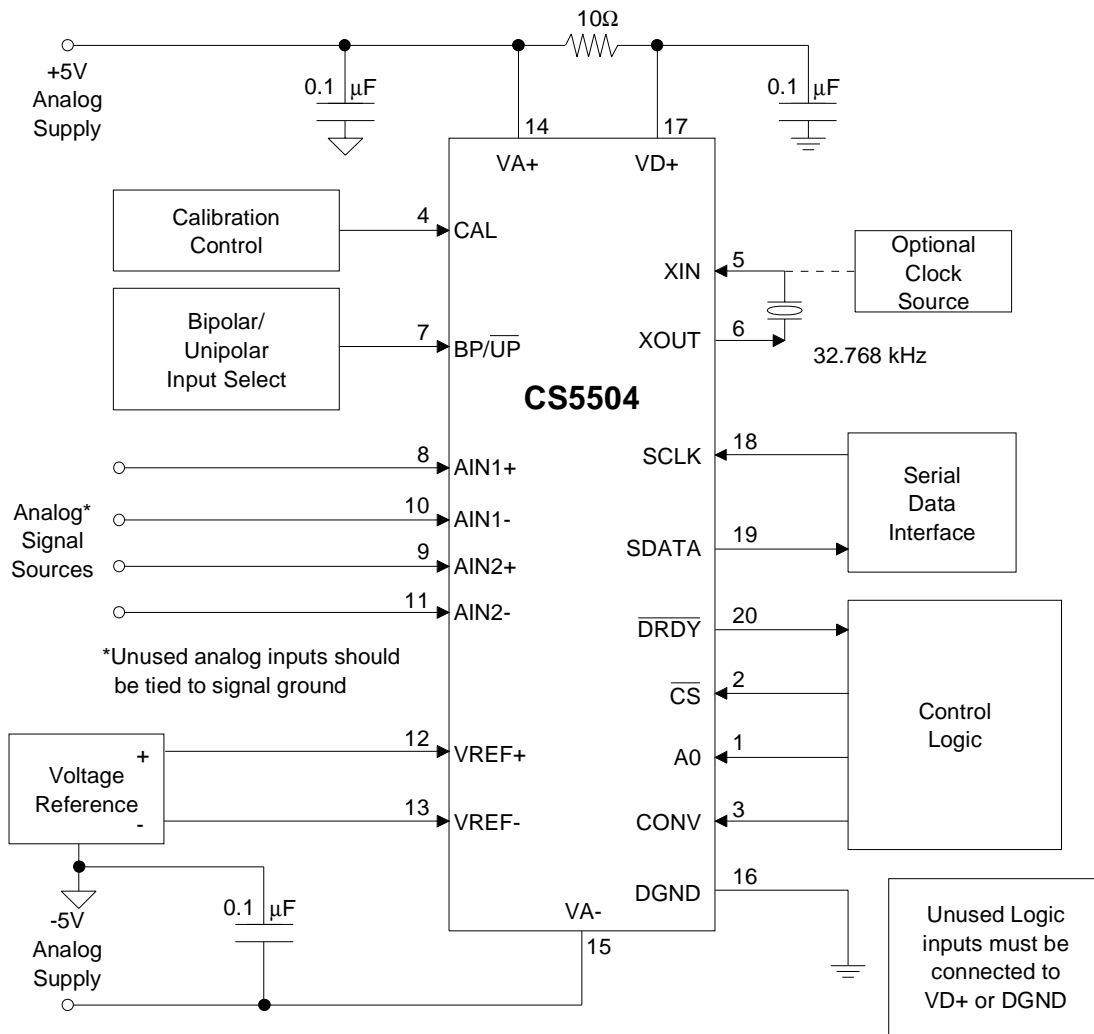 10Ω
+5V
Analog
Supply
0.1 µF
0.1 µF
14
17
VA+
VD+
Calibration
Control
4
CAL
Optional
Clock
Source
5
XIN
Bipolar/
Unipolar
Input Select
7
BP/U̅P̅
6
XOUT
32.768 kHz
CS5504
8
AIN1+
10
AIN1-
9
AIN2+
11
AIN2-
Analog*
Signal
Sources
*Unused analog inputs should
be tied to signal ground
18
SCLK
19
SDATA
Serial
Data
Interface
20
D̅R̅D̅Y̅
2
C̅S̅
1
A0
3
CONV
Control
Logic
Voltage
Reference
+
-
12
VREF+
13
VREF-
16
DGND
-5V
Analog
Supply
0.1 µF
VA-
15
Unused Logic
inputs must be
connected to
VD+ or DGND